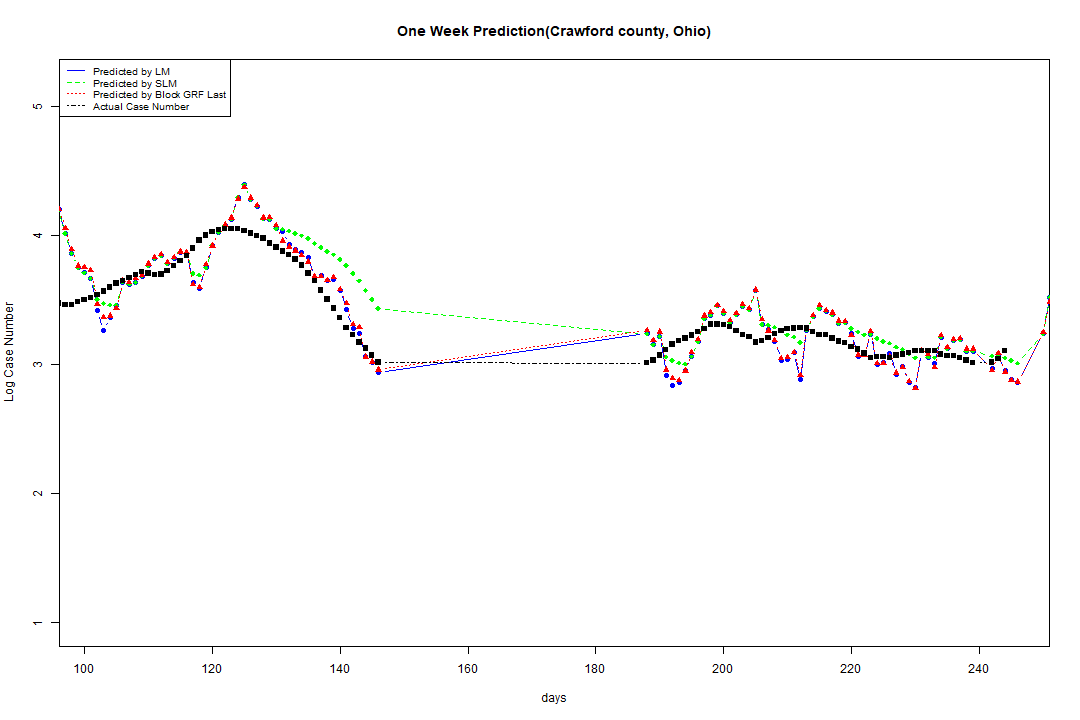 One Week Prediction(Crawford county, Ohio)
Predicted by LM
Predicted by SLM
Predicted by Block GRF Last
Actual Case Number
5
4
3
2
1
Log Case Number
100 120 140 160 180 200 220 240
days